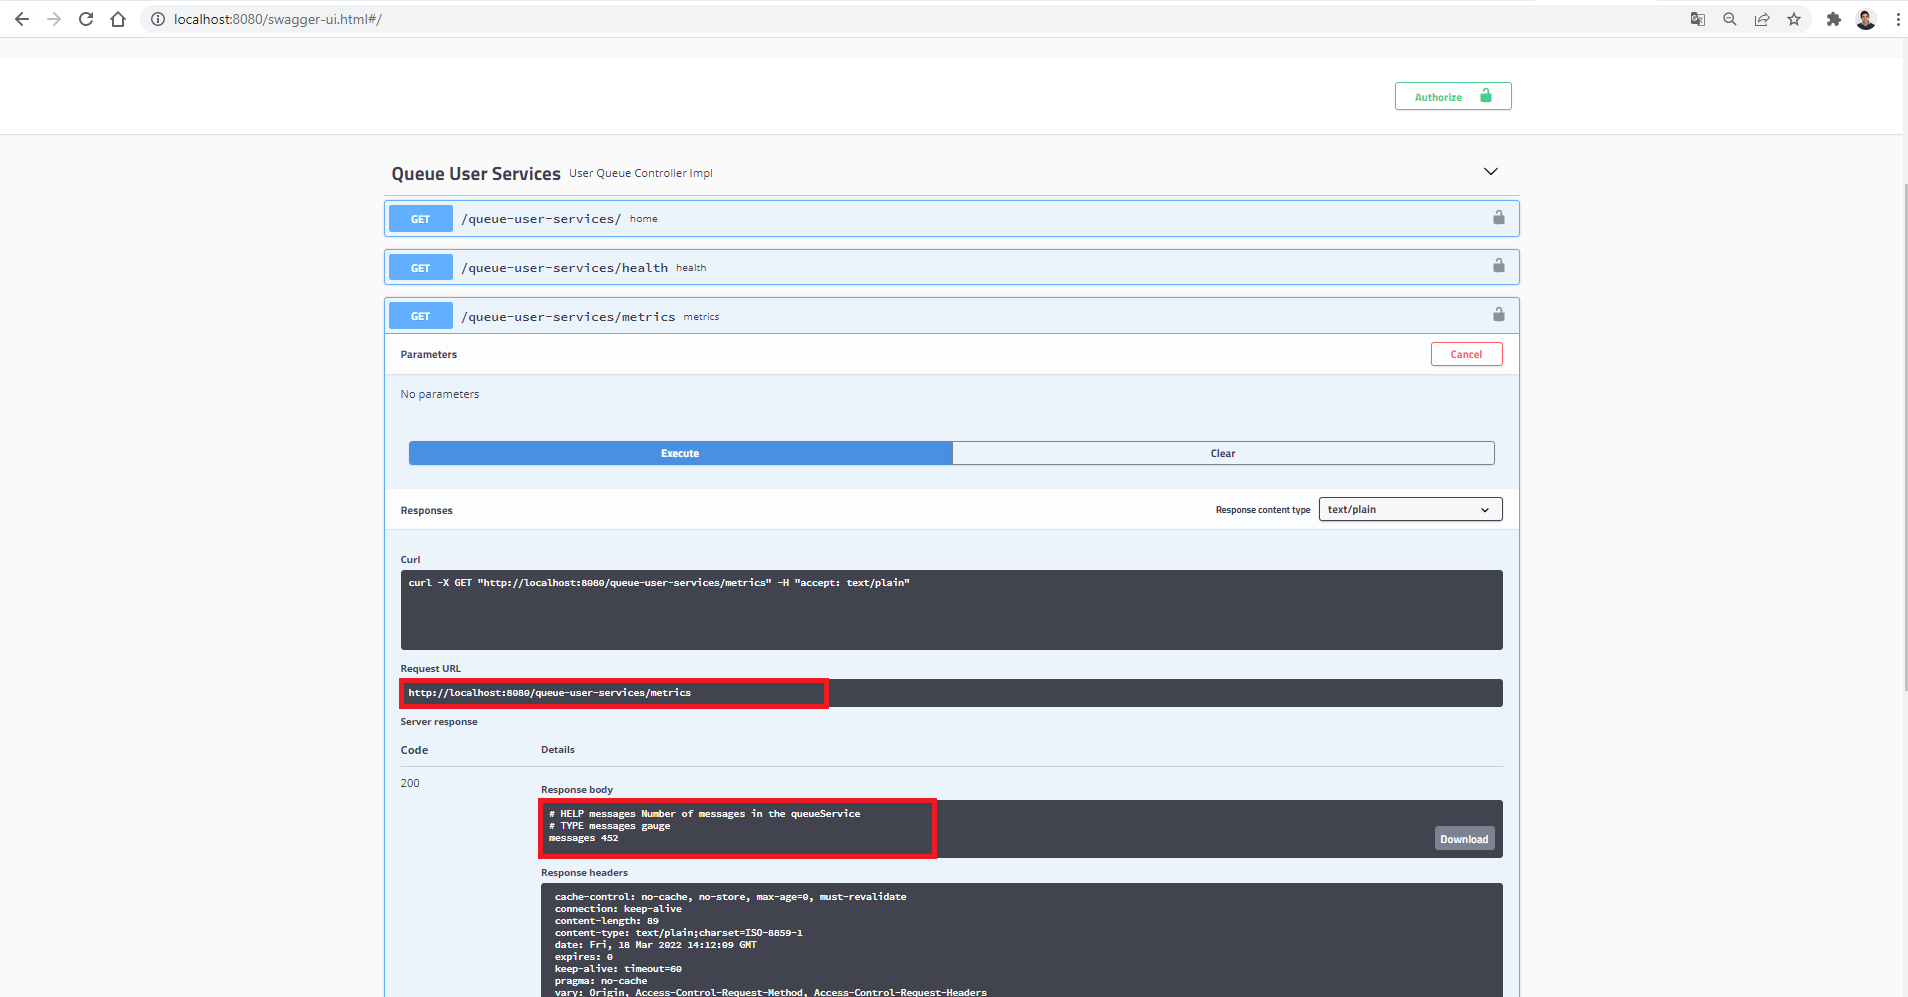 localhost:8080/swagger-ui.html#/
Authorize
Queue User Services User Queue Controller Impl
GET /queue-user-services/ home
GET /queue-user-services/health health
GET /queue-user-services/metrics metrics
Parameters Cancel
No parameters
Execute Clear
Responses Response content type text/plain
Curl
curl -X GET "http://localhost:8080/queue-user-services/metrics" -H "accept: text/plain"
Request URL
http://localhost:8080/queue-user-services/metrics
Server response
Code Details
200
Response body
# HELP messages Number of messages in the queueService
# TYPE messages gauge
messages 452
Download
Response headers
cache-control: no-cache, no-store, max-age=0, must-revalidate
connection: keep-alive
content-length: 89
content-type: text/plain;charset=ISO-8859-1
date: Fri, 18 Mar 2022 14:12:09 GMT
expires: 0
keep-alive: timeout=60
pragma: no-cache
vary: Origin, Access-Control-Request-Method, Access-Control-Request-Headers